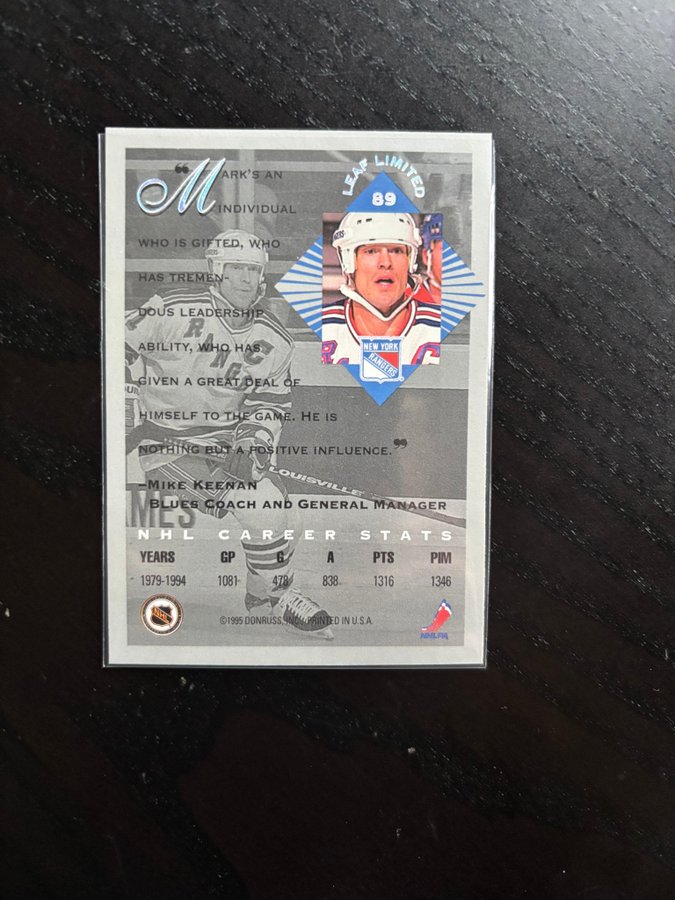 LEAF LIMITED
89
"MARK'S AN
INDIVIDUAL
WHO IS GIFTED, WHO
HAS TREMEN-
DOUS LEADERSHIP
ABILITY, WHO HAS
GIVEN A GREAT DEAL OF
HIMSELF TO THE GAME. HE IS
NOTHING BUT A POSITIVE INFLUENCE."
–MIKE KEENAN
BLUES COACH AND GENERAL MANAGER
NEW YORK
RANGERS
LOUISVILLE
NHL CAREER STATS
YEARS GP G A PTS PIM
1979-1994 1081 478 838 1316 1346
NHL
©1995 DONRUSS, INC. PRINTED IN U.S.A.
NHLPA